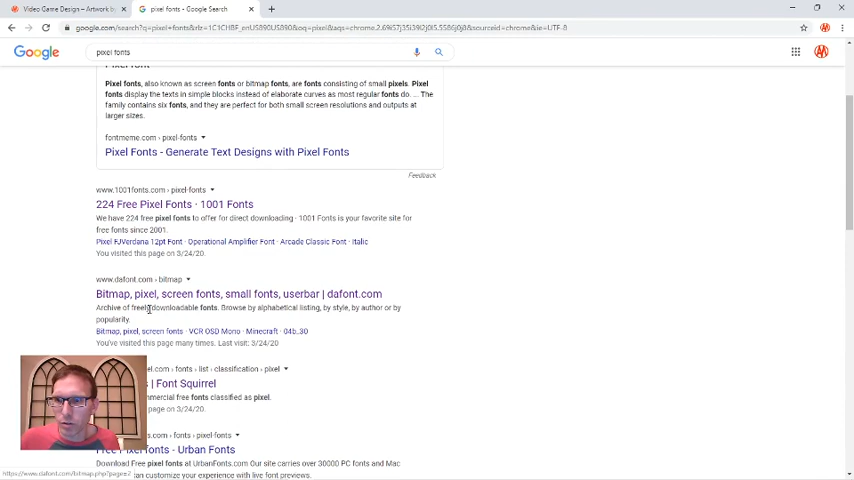 Video Game Design – Artwork by
pixel fonts - Google Search
Google
pixel fonts
Pixel fonts, also known as screen fonts or bitmap fonts, are fonts consisting of small pixels. Pixel
fonts display the texts in simple blocks instead of elaborate curves as most regular fonts do. ... The
family contains six fonts, and they are perfect for both small screen resolutions and outputs at
larger sizes.
fontmeme.com › pixel-fonts
Pixel Fonts - Generate Text Designs with Pixel Fonts
Feedback
www.1001fonts.com › pixel-fonts
224 Free Pixel Fonts · 1001 Fonts
We have 224 free pixel fonts to offer for direct downloading · 1001 Fonts is your favorite site for
free fonts since 2001.
Pixel FJVerdana 12pt Font · Operational Amplifier Font · Arcade Classic Font · Italic
You visited this page on 3/24/20.
www.dafont.com › bitmap
Bitmap, pixel, screen fonts, small fonts, userbar | dafont.com
Archive of freely downloadable fonts. Browse by alphabetical listing, by style, by author or by
popularity.
Bitmap, pixel, screen fonts · VCR OSD Mono · Minecraft · 04b_30
You've visited this page many times. Last visit: 3/24/20
el.com › fonts › list › classification › pixel
s | Font Squirrel
mmercial free fonts classified as pixel.
page on 3/24/20.
s.com › fonts › pixel-fonts
Fonts - Urban Fonts
Download Free pixel fonts at UrbanFonts.com Our site carries over 30000 PC fonts and Mac
can customize your experience with live font previews.
https://www.dafont.com/bitmap.php?page=2